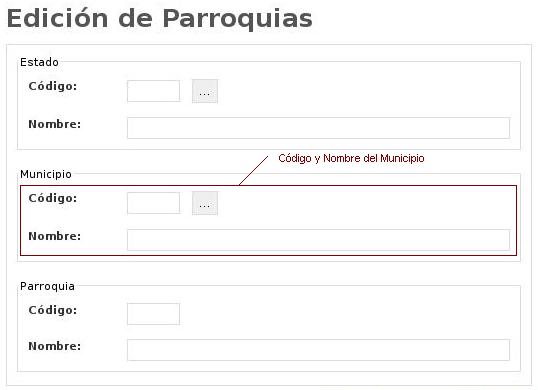 Edición de Parroquias
Estado
Código:
...
Nombre:
Código y Nombre del Municipio
Municipio
Código:
...
Nombre:
Parroquia
Código:
Nombre: